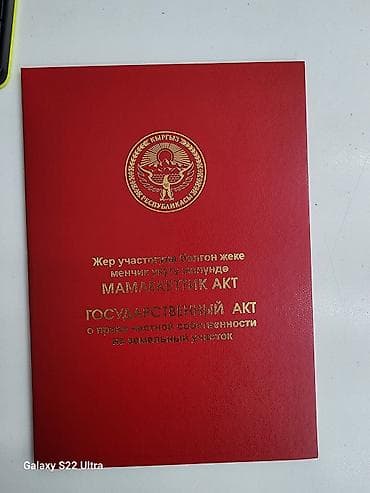 КЫРГЫЗ
РЕСПУБЛИКАСЫ
Жер участогуна болгон жеке
менчик укугу жөнүндө
МАМЛЕКЕТТИК АКТ
ГОСУДАРСТВЕННЫЙ АКТ
о праве частной собственности
на земельный участок
Galaxy S22 Ultra